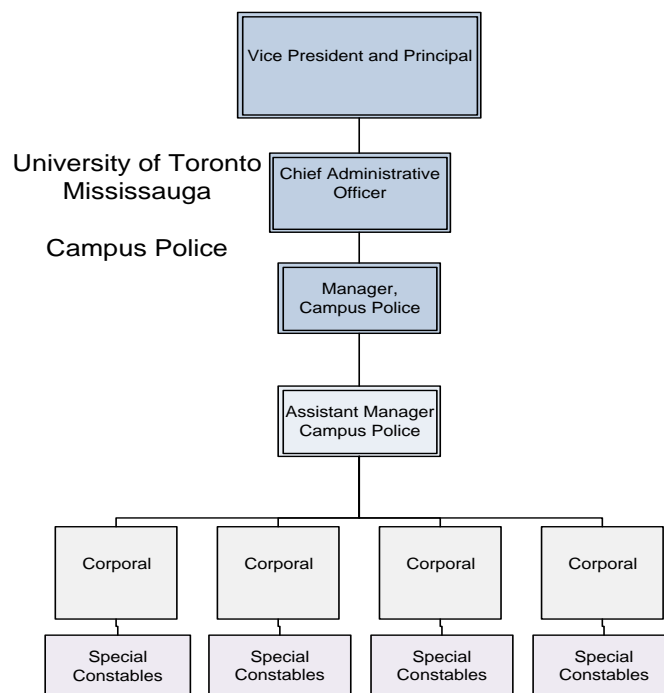 Vice President and Principal
University of Toronto
Mississauga
Campus Police
Chief Administrative
Officer
Manager,
Campus Police
Assistant Manager
Campus Police
Corporal
Corporal
Corporal
Corporal
Special
Constables
Special
Constables
Special
Constables
Special
Constables